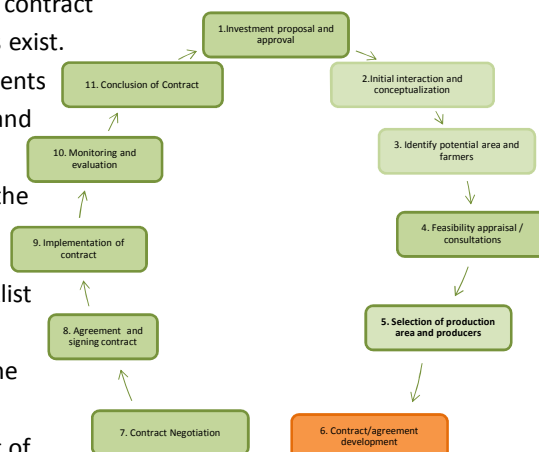 contract
exist.
ents
and
the
list
of
1.Investment proposal and
approval
2.Initial interaction and
conceptualization
3. Identify potential area and
farmers
4. Feasibility appraisal /
consultations
5. Selection of production
area and producers
6. Contract/agreement
development
7. Contract Negotiation
8. Agreement and
signing contract
9. Implementation of
contract
10. Monitoring and
evaluation
11. Conclusion of Contract